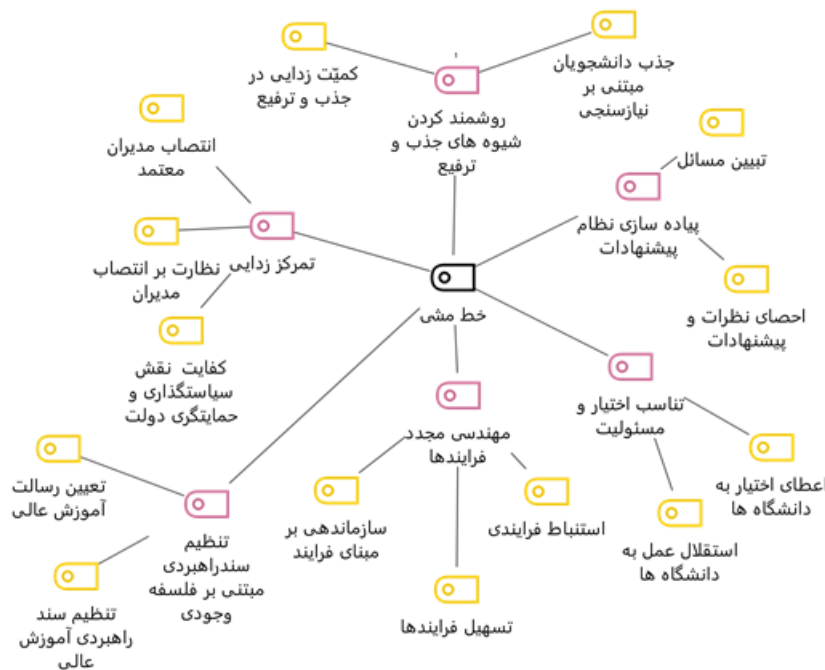 جذب دانشجویان
مبتنی بر
نیازسنجی
کمیّت زدایی در
جذب و ترفیع
روشمند کردن
شیوه های جذب و
ترفیع
تبیین مسائل
انتصاب مدیران
معتمد
پیاده سازی نظام
پیشنهادات
تمرکز زدایی
نظارت بر انتصاب
مدیران
احصای نظرات و
پیشنهادات
خط مشی
کفایت نقش
سیاستگذاری و
حمایتگری دولت
تناسب اختیار و
مسئولیت
مهندسی مجدد
فرایندها
اعطای اختیار به
دانشگاه ها
تعیین رسالت
آموزش عالی
استنباط فرایندی
سازماندهی بر
مبنای فرایند
تنظیم
سندراهبردی
مبتنی بر فلسفه
وجودی
استقلال عمل به
دانشگاه ها
تنظیم سند
راهبردی آموزش
عالی
تسهیل فرایندها